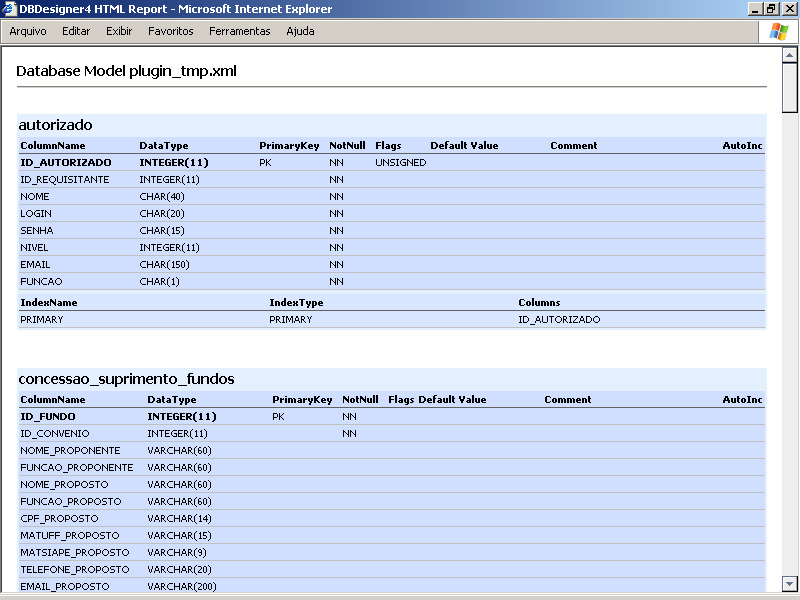 DBDesigner4 HTML Report - Microsoft Internet Explorer
Arquivo Editar Exibir Favoritos Ferramentas Ajuda
Database Model plugin_tmp.xml
autorizado
ColumnName DataType PrimaryKey NotNull Flags Default Value Comment AutoInc
ID_AUTORIZADO INTEGER(11) PK NN UNSIGNED
ID_REQUISITANTE INTEGER(11) NN
NOME CHAR(40) NN
LOGIN CHAR(20) NN
SENHA CHAR(15) NN
NIVEL INTEGER(11) NN
EMAIL CHAR(150) NN
FUNCAO CHAR(1) NN
IndexName IndexType Columns
PRIMARY PRIMARY ID_AUTORIZADO
concessao_suprimento_fundos
ColumnName DataType PrimaryKey NotNull Flags Default Value Comment AutoInc
ID_FUNDO INTEGER(11) PK NN
ID_CONVENIO INTEGER(11) NN
NOME_PROPONENTE VARCHAR(60)
FUNCAO_PROPONENTE VARCHAR(60)
NOME_PROPOSTO VARCHAR(60)
FUNCAO_PROPOSTO VARCHAR(60)
CPF_PROPOSTO VARCHAR(14)
MATUFF_PROPOSTO VARCHAR(15)
MATSIAPE_PROPOSTO VARCHAR(9)
TELEFONE_PROPOSTO VARCHAR(20)
EMAIL_PROPOSTO VARCHAR(200)